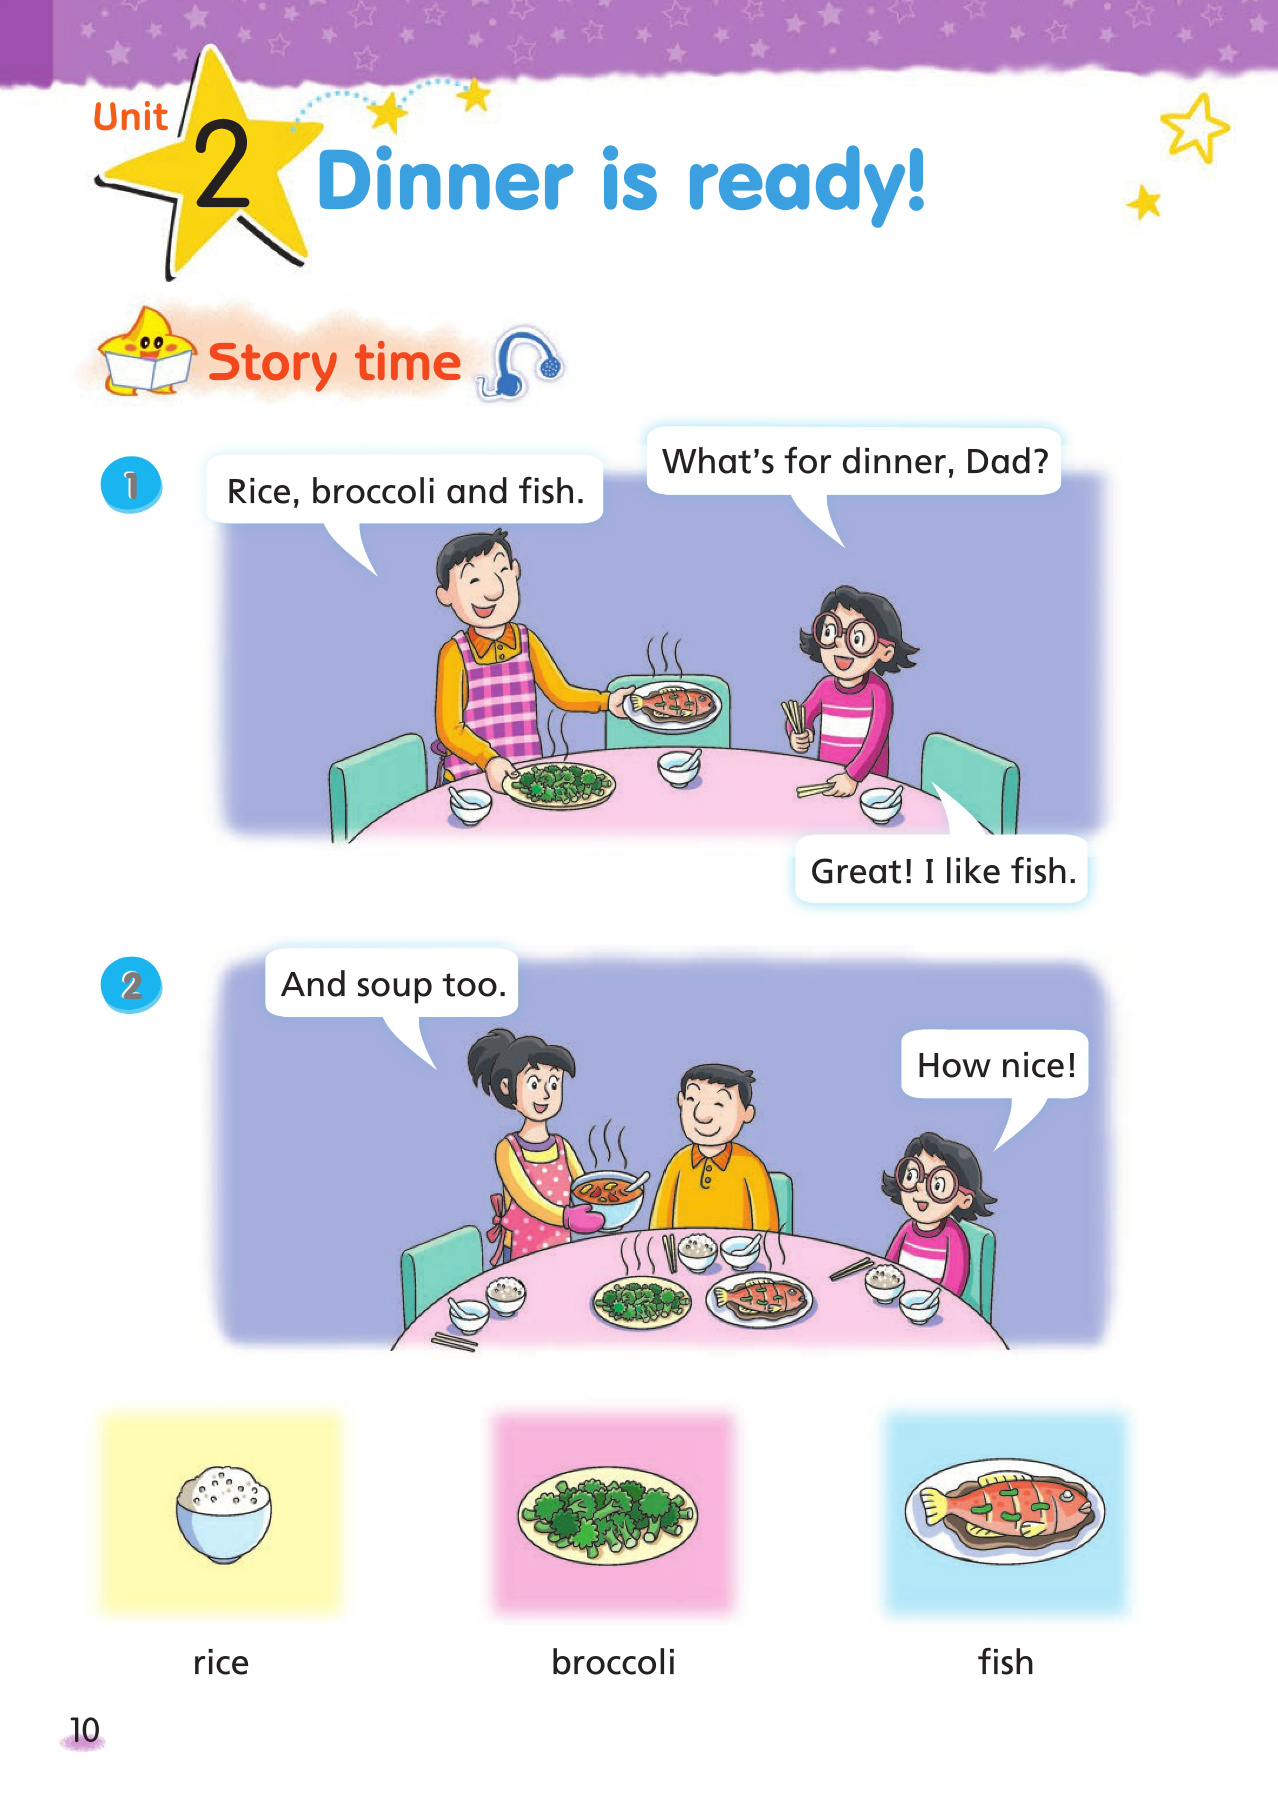 Unit
2
Dinner is ready!
Story time
1
What's for dinner, Dad?
Rice, broccoli and fish.
Great! I like fish.
2
And soup too.
How nice!
rice
broccoli
fish
10